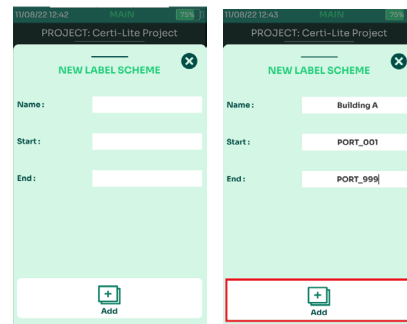 11/08/22 12:42 MAIN 75%
PROJECT: Certi-Lite Project
NEW LABEL SCHEME
Name :
Start :
End :
Add
11/08/22 12:43 MAIN 75%
PROJECT: Certi-Lite Project
NEW LABEL SCHEME
Name : Building A
Start : PORT_001
End : PORT_999
Add